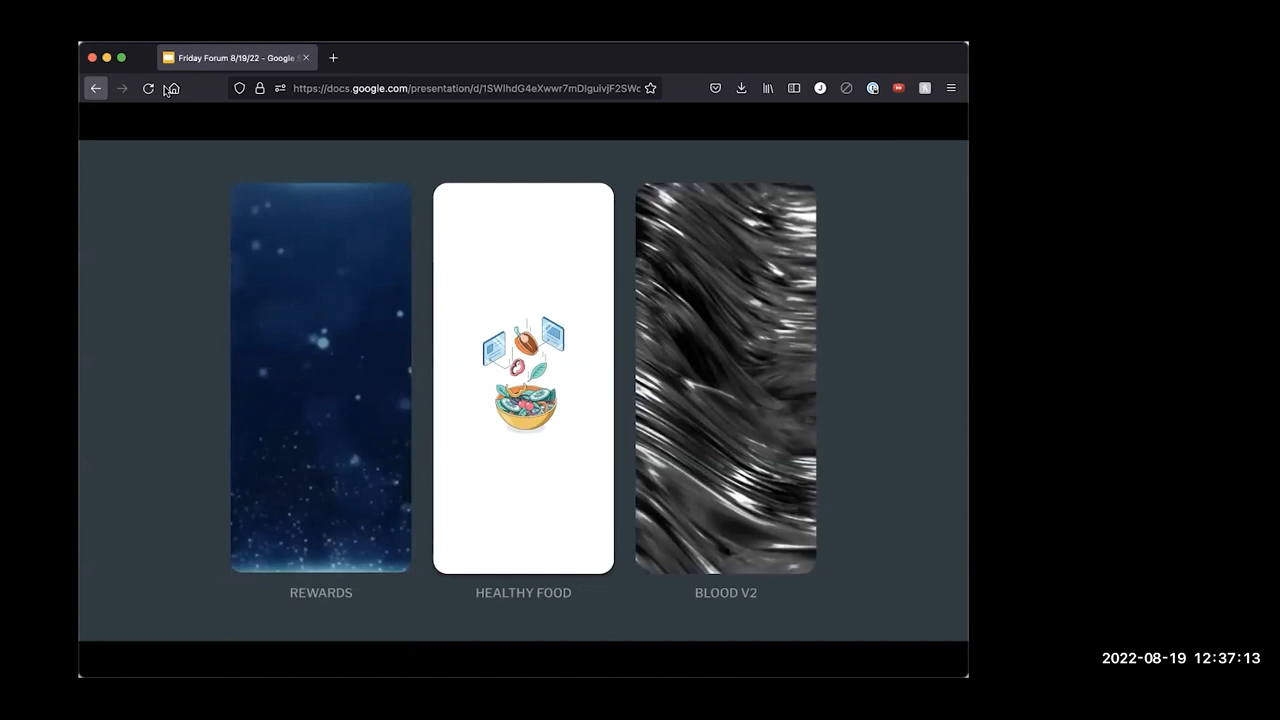 Friday Forum 8/19/22 - Google S
https://docs.google.com/presentation/d/1SWIhdG4eXwwr7mDIguivjF2SWc
J
REWARDS
HEALTHY FOOD
BLOOD V2
2022-08-19 12:37:13